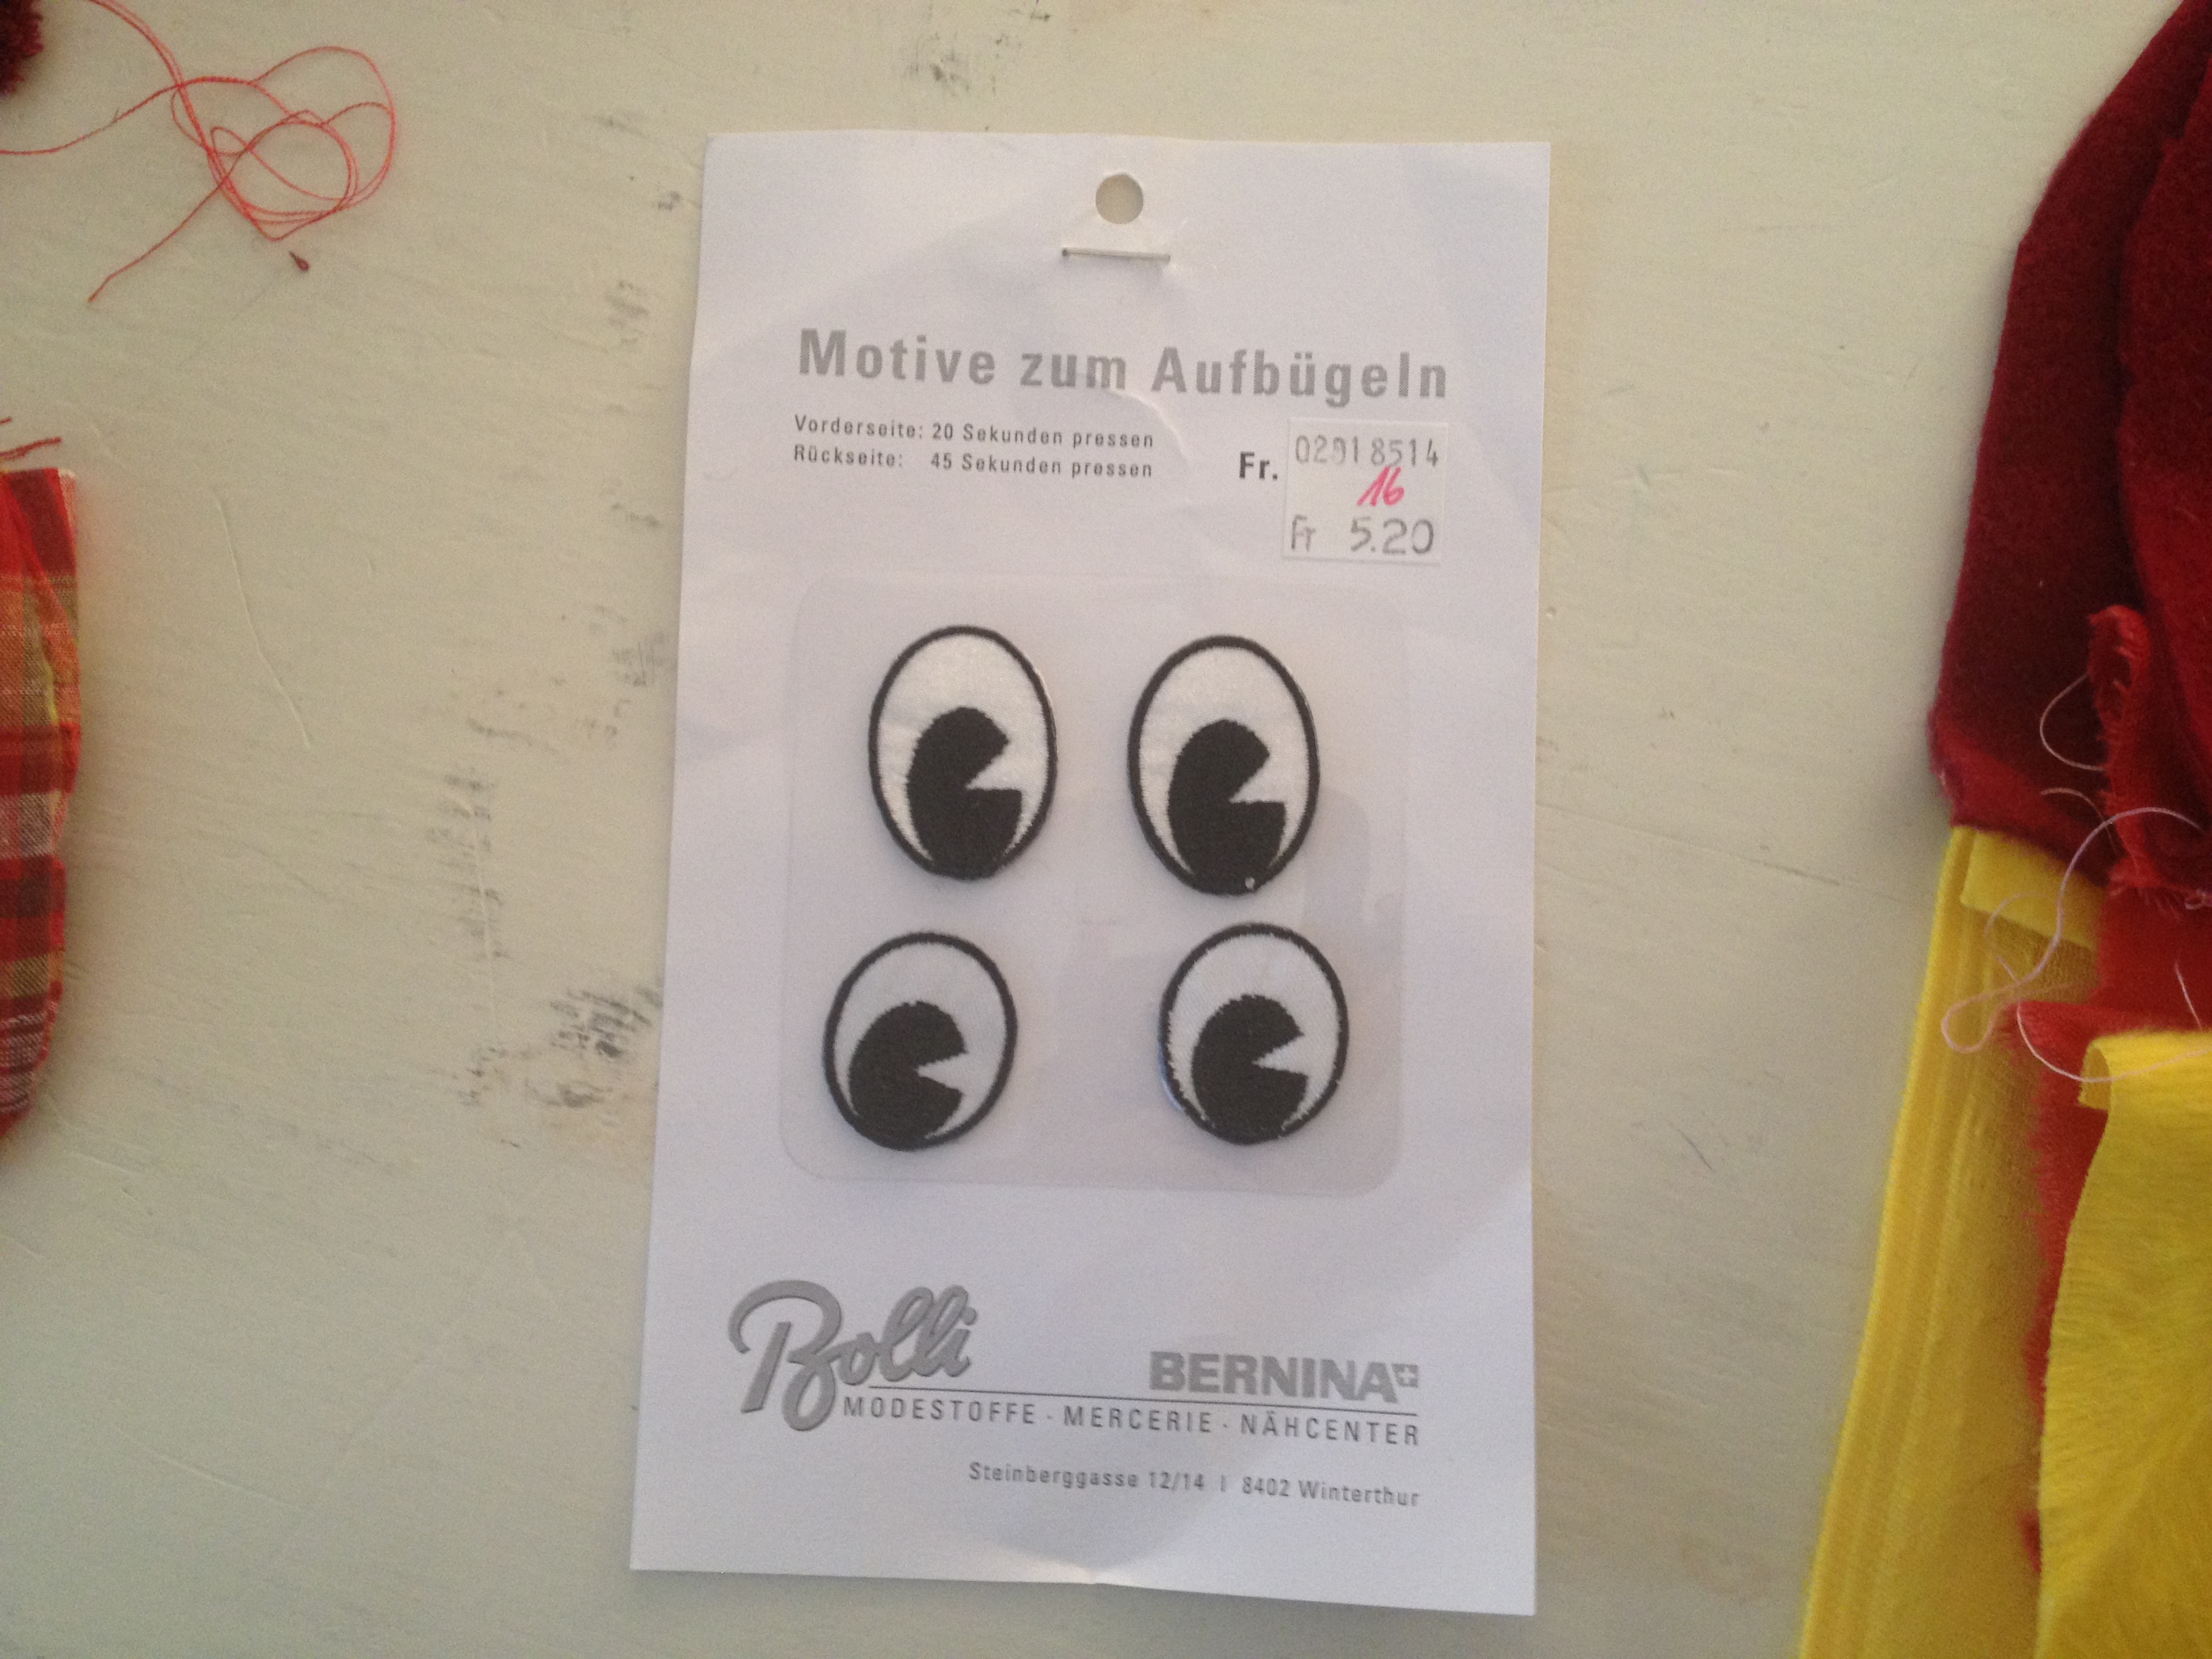 Motive zum Aufbügeln
Vorderseite: 20 Sekunden pressen
Rückseite: 45 Sekunden pressen
Fr.
02918514
16
Fr 5.20
Bolli
BERNINA
MODESTOFFE · MERCERIE · NÄHCENTER
Steinberggasse 12/14 | 8402 Winterthur